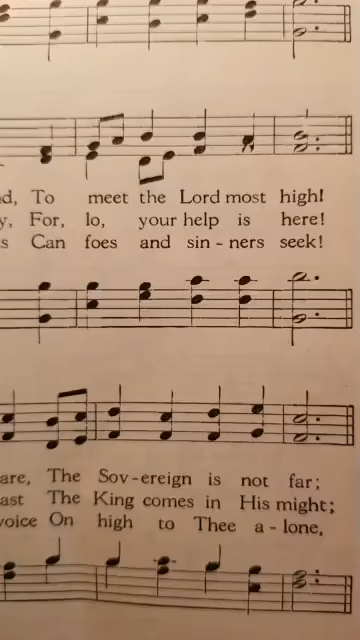 d, To meet the Lord most high!
y, For, lo, your help is here!
s Can foes and sin - ners seek!
are, The Sov - ereign is not far;
ast The King comes in His might;
voice On high to Thee a - lone,